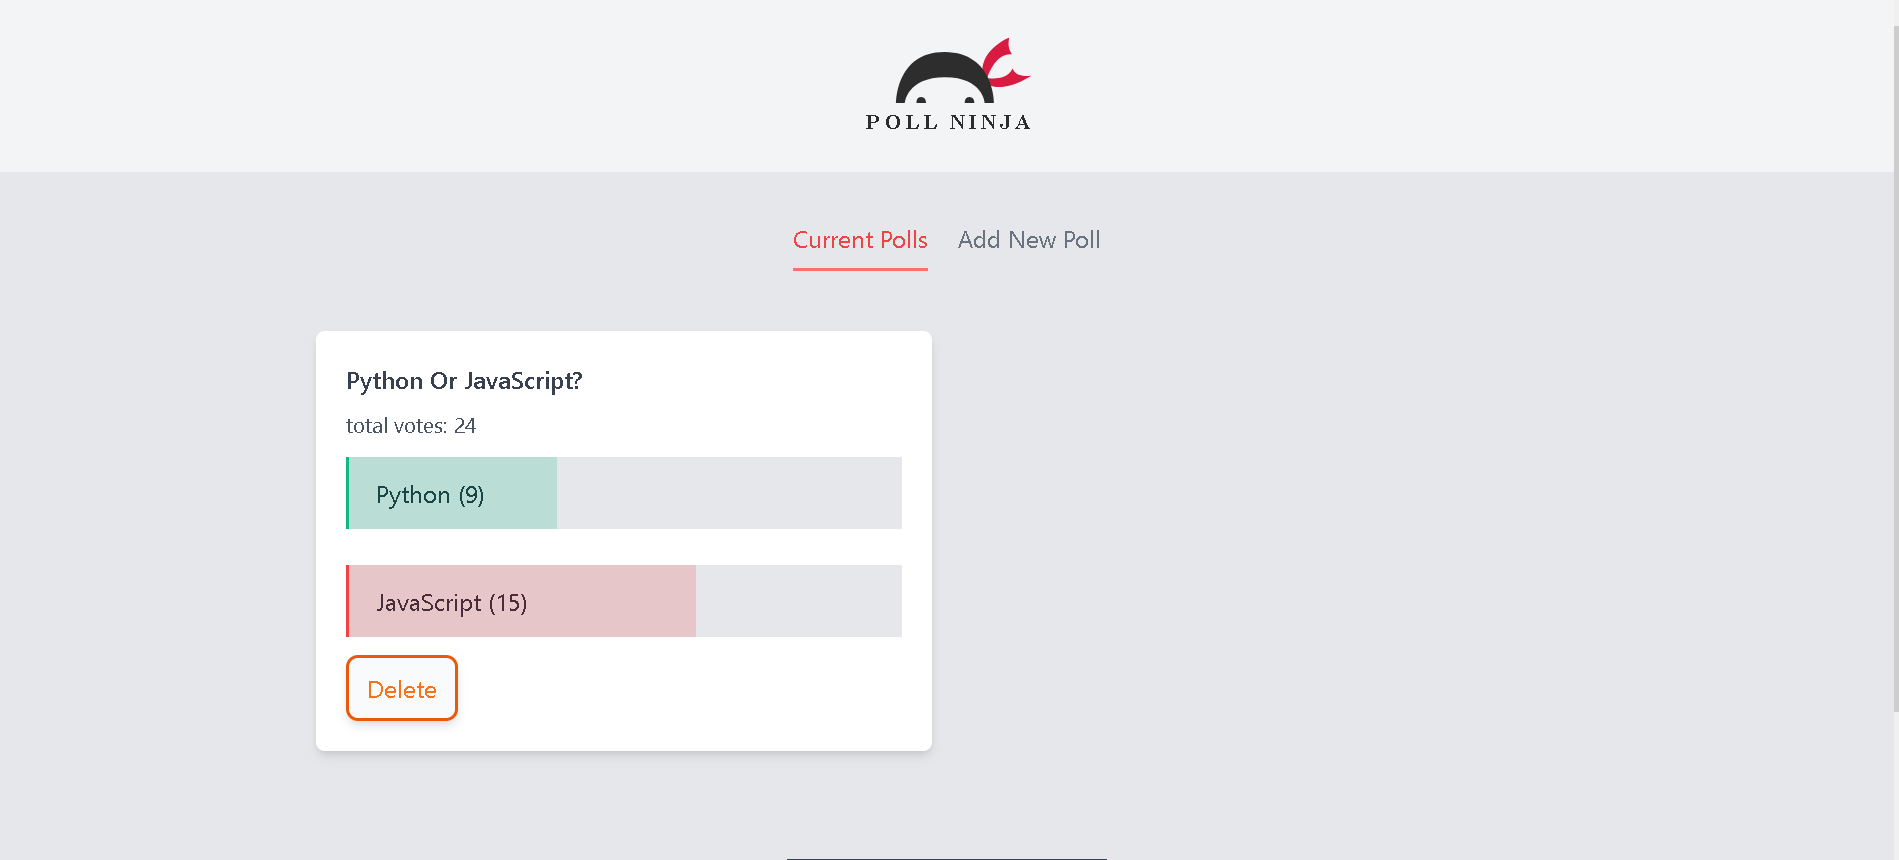 POLL NINJA
Current Polls Add New Poll
Python Or JavaScript?
total votes: 24
Python (9)
JavaScript (15)
Delete